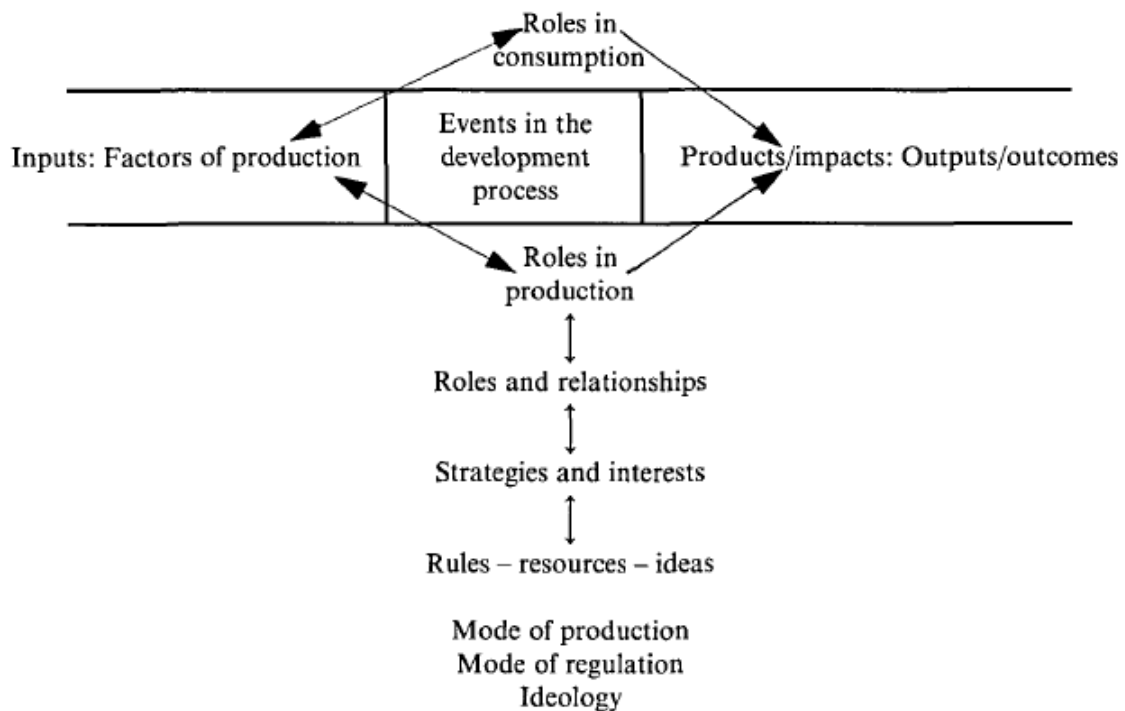 Roles in
consumption
Inputs: Factors of production
Events in the
development
process
Products/impacts: Outputs/outcomes
Roles in
production
Roles and relationships
Strategies and interests
Rules – resources – ideas
Mode of production
Mode of regulation
Ideology